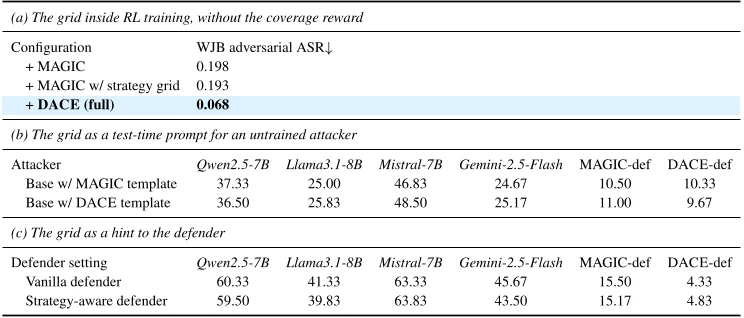 (a) The grid inside RL training, without the coverage reward
Configuration WJB adversarial ASR↓
+ MAGIC 0.198
+ MAGIC w/ strategy grid 0.193
+ DACE (full) 0.068
(b) The grid as a test-time prompt for an untrained attacker
Attacker Qwen2.5-7B Llama3.1-8B Mistral-7B Gemini-2.5-Flash MAGIC-def DACE-def
Base w/ MAGIC template 37.33 25.00 46.83 24.67 10.50 10.33
Base w/ DACE template 36.50 25.83 48.50 25.17 11.00 9.67
(c) The grid as a hint to the defender
Defender setting Qwen2.5-7B Llama3.1-8B Mistral-7B Gemini-2.5-Flash MAGIC-def DACE-def
Vanilla defender 60.33 41.33 63.33 45.67 15.50 4.33
Strategy-aware defender 59.50 39.83 63.83 43.50 15.17 4.83